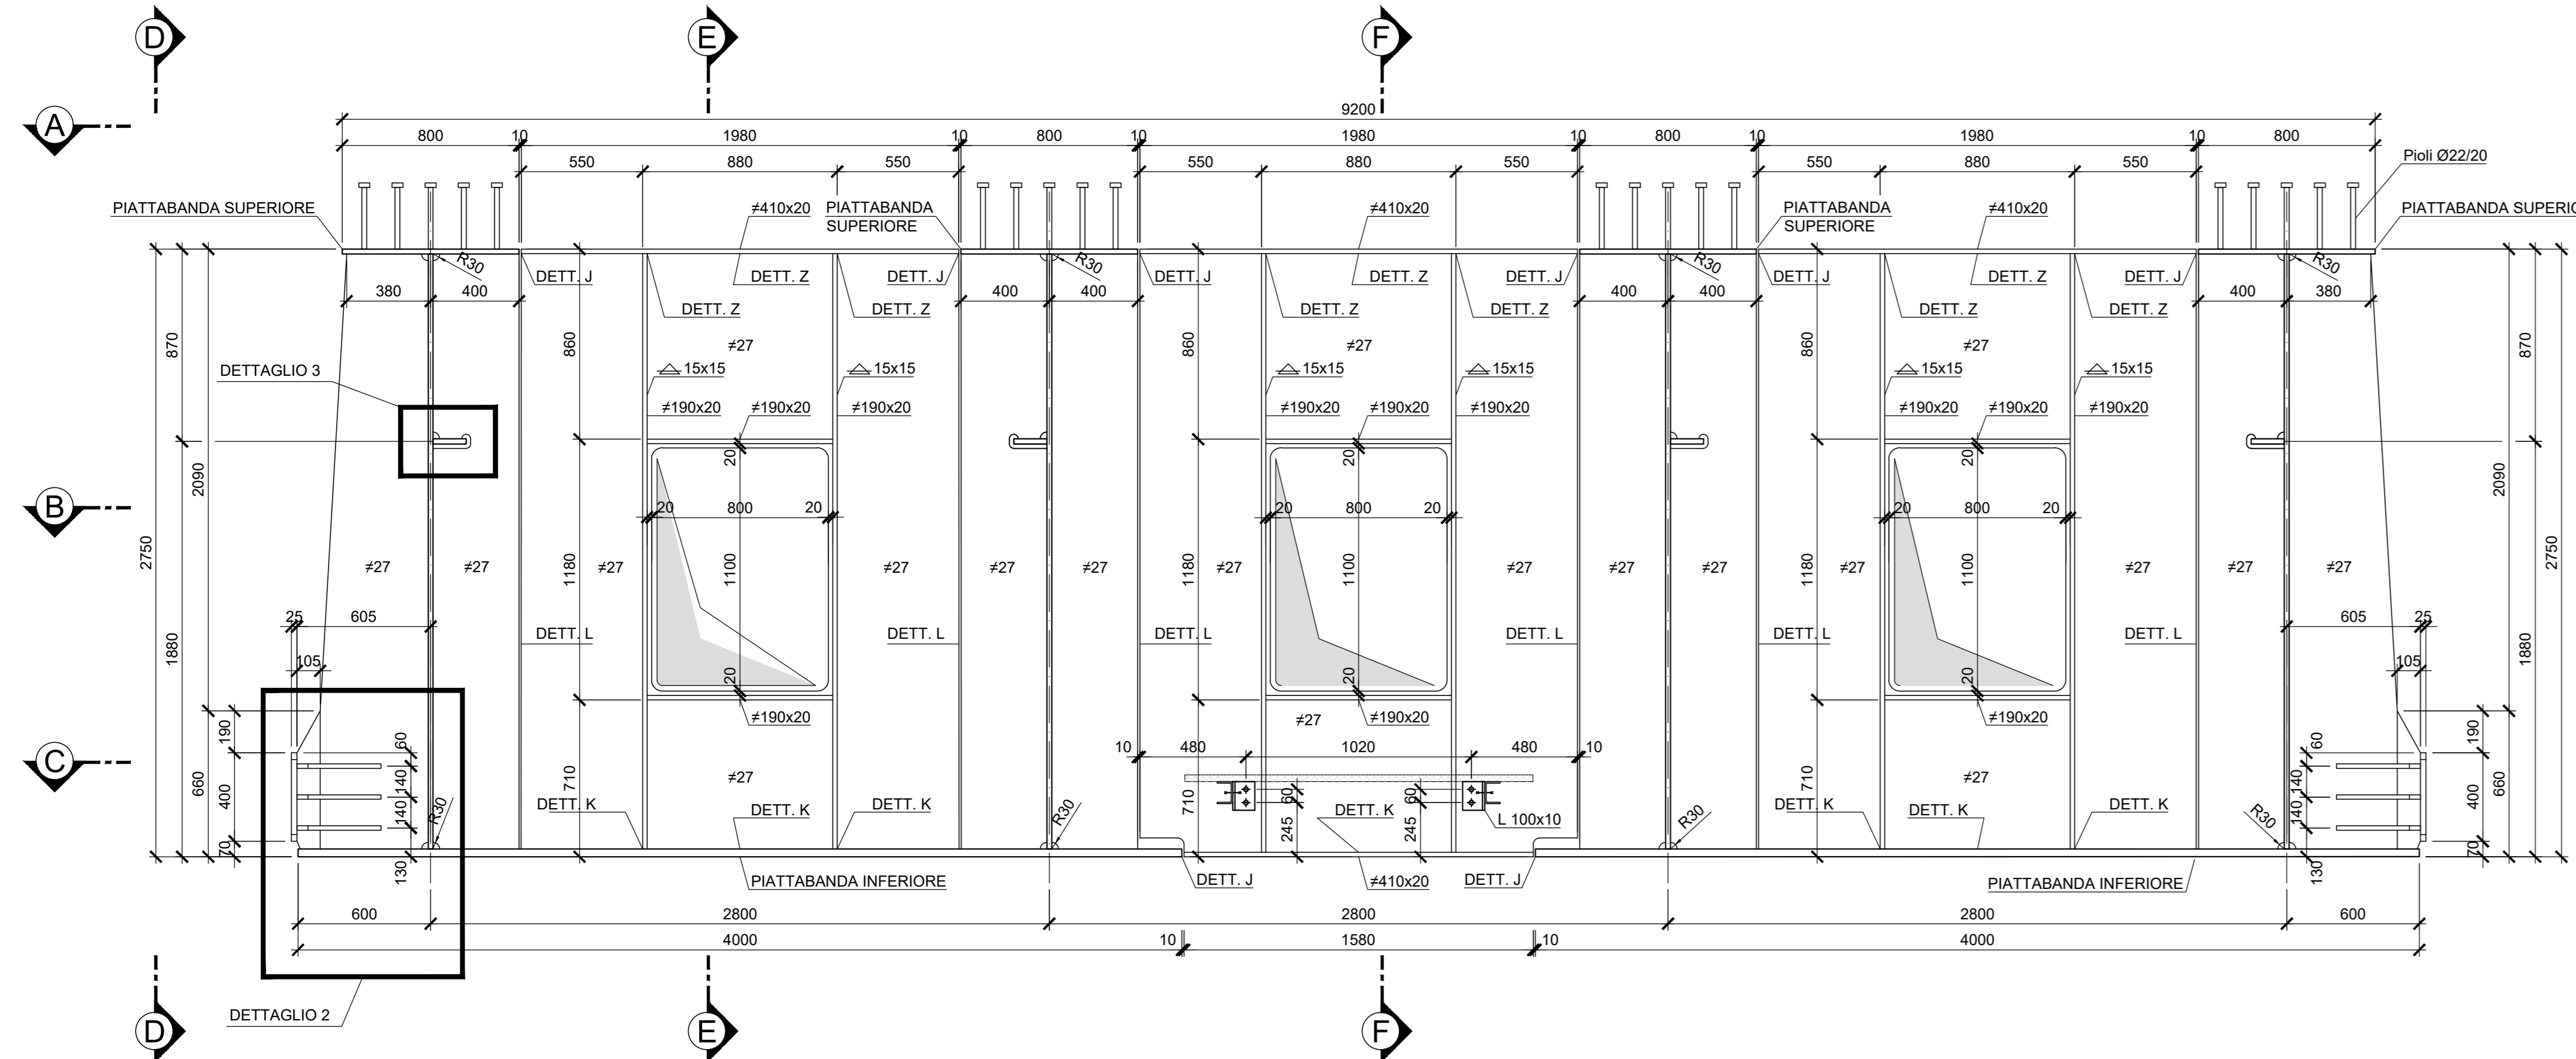 D
E
F
A
9200
800
10
1980
10
800
10
1980
10
800
10
1980
10
800
550
880
550
550
880
550
550
880
550
Pioli Ø22/20
PIATTABANDA SUPERIORE
≠410x20
PIATTABANDA
SUPERIORE
≠410x20
PIATTABANDA
SUPERIORE
≠410x20
PIATTABANDA SUPERIO
R30
R30
R30
R30
DETT. J
DETT. Z
DETT. J
DETT. J
DETT. Z
DETT. J
DETT. J
DETT. Z
DETT. J
380
400
400
400
400
400
400
380
DETT. Z
DETT. Z
DETT. Z
DETT. Z
DETT. Z
DETT. Z
870
860
≠27
860
≠27
860
≠27
870
DETTAGLIO 3
15x15
15x15
15x15
15x15
15x15
15x15
≠190x20
≠190x20
≠190x20
≠190x20
≠190x20
≠190x20
≠190x20
≠190x20
≠190x20
20
20
20
2090
2090
B
20
800
20
20
800
20
20
800
20
2750
2750
≠27
≠27
1180
≠27
1100
≠27
≠27
≠27
1180
≠27
1100
≠27
≠27
≠27
1180
≠27
1100
≠27
≠27
≠27
25
605
605
25
1880
1880
DETT. L
DETT. L
DETT. L
DETT. L
DETT. L
DETT. L
105
105
20
20
20
≠190x20
≠27
≠190x20
≠190x20
190
60
60
190
C
10
480
1020
480
10
660
400
140
140
710
≠27
710
710
≠27
140
140
400
660
DETT. K
DETT. K
DETT. K
60
DETT. K
60
DETT. K
DETT. K
DETT. K
R30
R30
245
245
L 100x10
R30
R30
70
130
70
130
PIATTABANDA INFERIORE
DETT. J
≠410x20
DETT. J
PIATTABANDA INFERIORE
600
2800
2800
2800
600
4000
10
1580
10
4000
DETTAGLIO 2
D
E
F